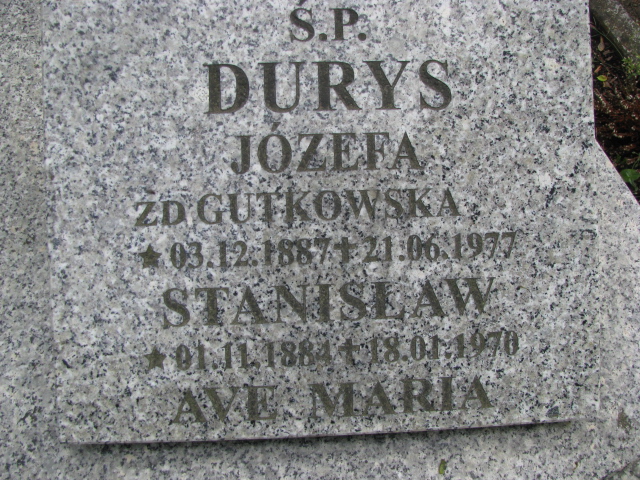 Ś.P.
DURYS
JÓZEFA
ZD GUTKOWSKA
★ 03.12.1887 + 21.06.1977
STANISŁAW
★ 01.11.1884 + 18.01.1970
AVE MARIA